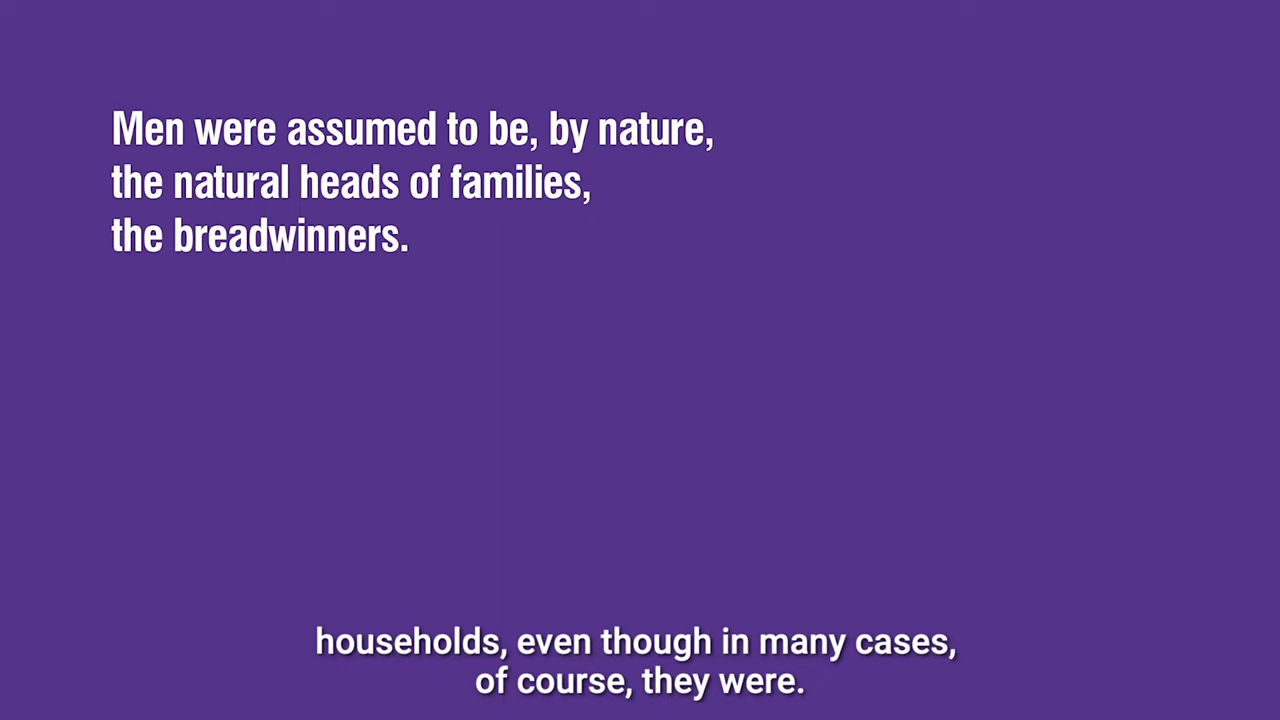 Men were assumed to be, by nature,
the natural heads of families,
the breadwinners.
households, even though in many cases,
of course, they were.